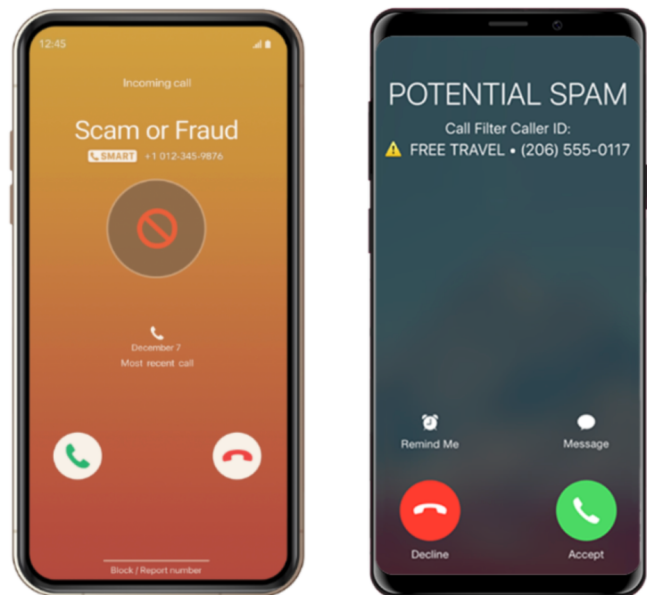 12:45
Incoming call
Scam or Fraud
SMART +1 012-345-9876
December 7
Most recent call
Block / Report number
POTENTIAL SPAM
Call Filter Caller ID:
FREE TRAVEL • (206) 555-0117
Remind Me Message
Decline Accept